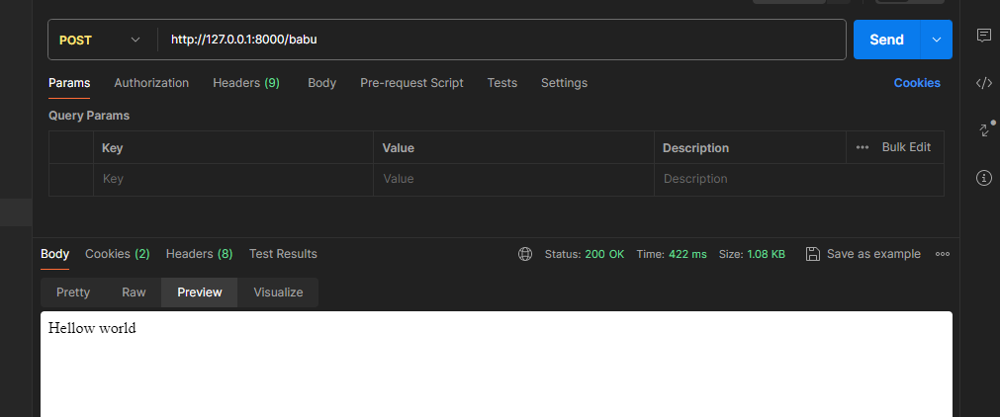 POST http://127.0.0.1:8000/babu Send
Params Authorization Headers (9) Body Pre-request Script Tests Settings Cookies
Query Params
Key Value Description ••• Bulk Edit
Key Value Description
Body Cookies (2) Headers (8) Test Results Status: 200 OK Time: 422 ms Size: 1.08 KB Save as example
Pretty Raw Preview Visualize
Hellow world